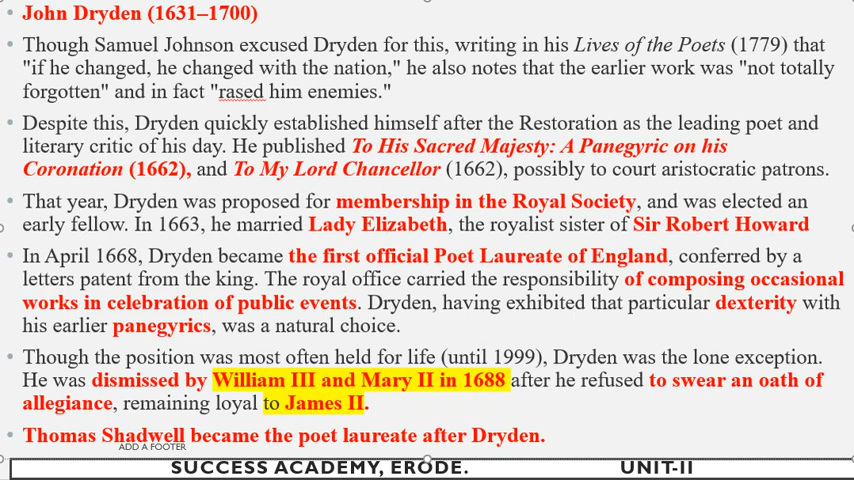 • John Dryden (1631–1700)
• Though Samuel Johnson excused Dryden for this, writing in his Lives of the Poets (1779) that
"if he changed, he changed with the nation," he also notes that the earlier work was "not totally
forgotten" and in fact "rased him enemies."
• Despite this, Dryden quickly established himself after the Restoration as the leading poet and
literary critic of his day. He published To His Sacred Majesty: A Panegyric on his
Coronation (1662), and To My Lord Chancellor (1662), possibly to court aristocratic patrons.
• That year, Dryden was proposed for membership in the Royal Society, and was elected an
early fellow. In 1663, he married Lady Elizabeth, the royalist sister of Sir Robert Howard
• In April 1668, Dryden became the first official Poet Laureate of England, conferred by a
letters patent from the king. The royal office carried the responsibility of composing occasional
works in celebration of public events. Dryden, having exhibited that particular dexterity with
his earlier panegyrics, was a natural choice.
• Though the position was most often held for life (until 1999), Dryden was the lone exception.
He was dismissed by William III and Mary II in 1688 after he refused to swear an oath of
allegiance, remaining loyal to James II.
• Thomas Shadwell became the poet laureate after Dryden.
ADD A FOOTER
SUCCESS ACADEMY, ERODE. UNIT-II